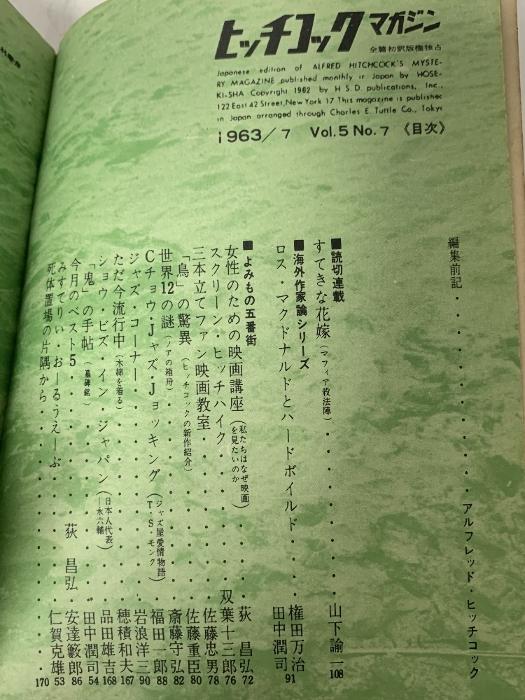 ヒッチコックマガジン
全篇初訳版権独占
Japanese edition of ALFRED HITCHCOCK'S MYSTE-
RY MAGAZINE published monthly in Japan by HOSE-
KI-SHA Copyright 1962 by H.S.D. publications, Inc.,
122 East 42 Street, New York 17 This magazine is published
in Japan arranged through Charles E. Tuttle Co., Tokyo
1963/7 Vol.5 No.7 《目次》
編集前記・・・アルフレッド・ヒッチコック
■読切連載
すてきな花嫁(マフィア教法陣)・・・山下諭一 108
■海外作家論シリーズ
ロス・マクドナルドとハードボイルド・・・権田万治 田中潤司 91
■よみもの五番街
女性のための映画講座(私たちはなぜ映画を見たいのか)・・・荻昌弘 72
スクリーン・ヒッチハイク・・・双葉十三郎 76
三本立てファン映画教室・・・佐藤忠男 78
「鳥」の驚異(ヒッチコックの新作紹介)・・・佐藤重臣 80
世界12の謎(ノアの箱舟)・・・斎藤守弘 82
Cチョウ・Jャズ・Jョッキング(ジャズ屋愛情物語 T・S・モンク)・・・福田一郎 88
ジャズ・コーナー・・・岩浪洋三 90
ただ今流行中(木綿を着る)・・・穂積和夫 167
ショウ・ビズ・イン・ジャパン(日本人代表 ―永六輔)・・・品田雄吉 168
「鬼」の手帖(墓碑銘)・・・田中潤司 54
今月のベスト5・・・荻昌弘 安達籔郎 86
みすてりい・おーるうえーぶ・・・ 53
死体置場の片隅から・・・仁賀克雄 170